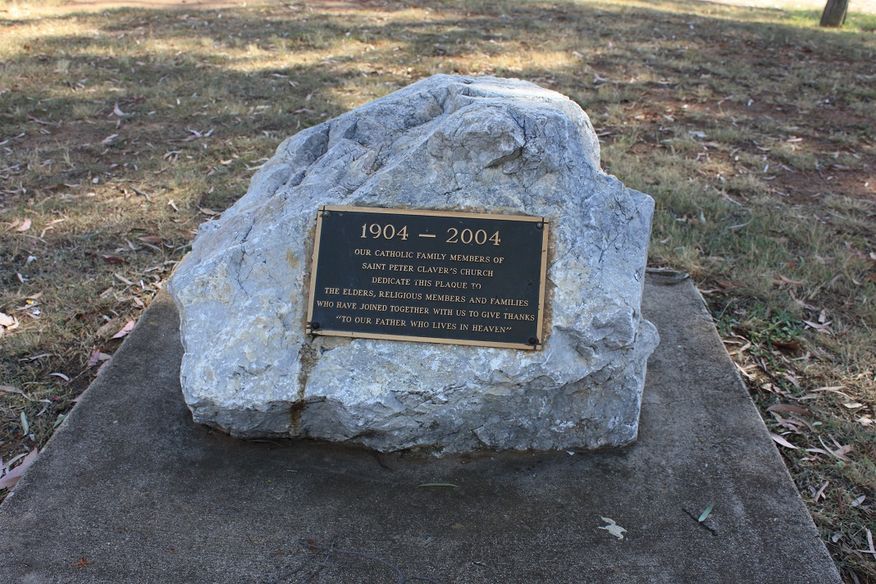 1904 — 2004
OUR CATHOLIC FAMILY MEMBERS OF
SAINT PETER CLAVER'S CHURCH
DEDICATE THIS PLAQUE TO
THE ELDERS, RELIGIOUS MEMBERS AND FAMILIES
WHO HAVE JOINED TOGETHER WITH US TO GIVE THANKS
"TO OUR FATHER WHO LIVES IN HEAVEN"